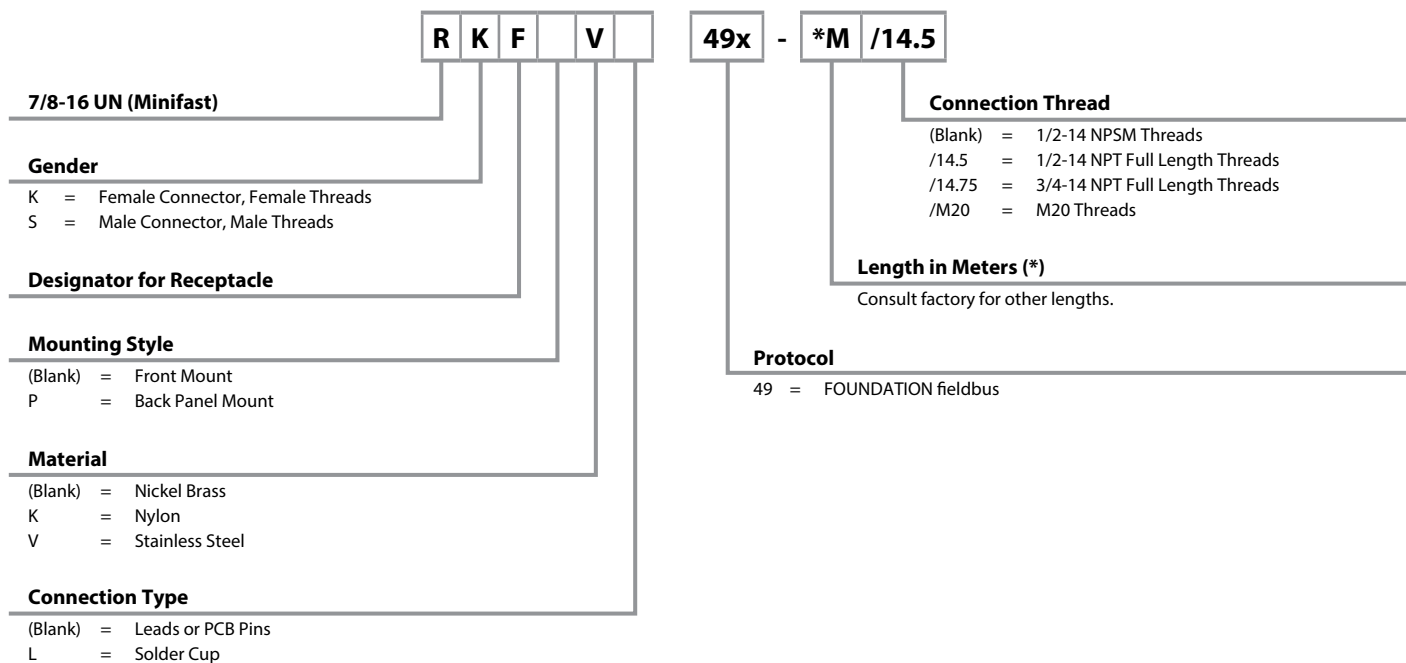 R K F V 49x - *M /14.5
7/8-16 UN (Minifast)
Gender
K = Female Connector, Female Threads
S = Male Connector, Male Threads
Designator for Receptacle
Mounting Style
(Blank) = Front Mount
P = Back Panel Mount
Material
(Blank) = Nickel Brass
K = Nylon
V = Stainless Steel
Connection Type
(Blank) = Leads or PCB Pins
L = Solder Cup
Connection Thread
(Blank) = 1/2-14 NPSM Threads
/14.5 = 1/2-14 NPT Full Length Threads
/14.75 = 3/4-14 NPT Full Length Threads
/M20 = M20 Threads
Length in Meters (*)
Consult factory for other lengths.
Protocol
49 = FOUNDATION fieldbus